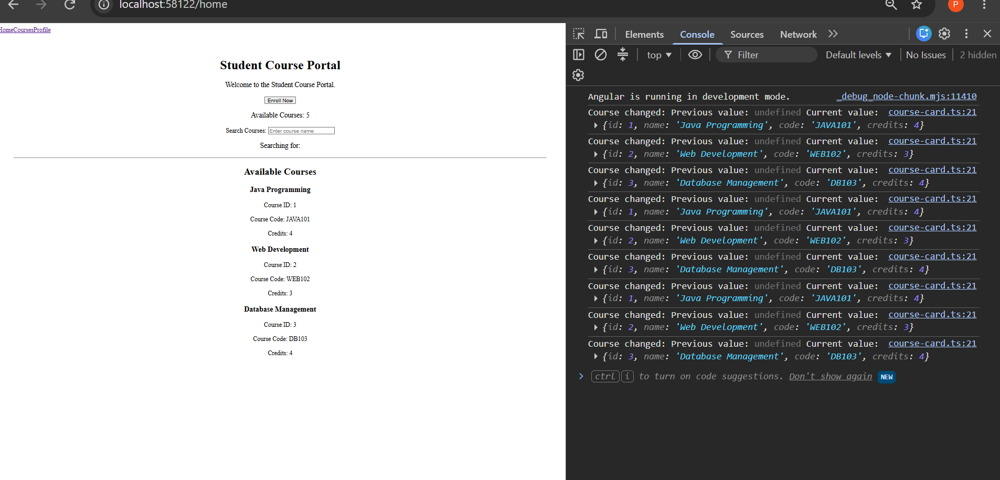 localhost:58122/home
P
HomeCoursesProfile
Student Course Portal
Welcome to the Student Course Portal.
Enroll Now
Available Courses: 5
Search Courses: Enter course name
Searching for:
Available Courses
Java Programming
Course ID: 1
Course Code: JAVA101
Credits: 4
Web Development
Course ID: 2
Course Code: WEB102
Credits: 3
Database Management
Course ID: 3
Course Code: DB103
Credits: 4
Elements Console Sources Network
top Filter Default levels No Issues 2 hidden
Angular is running in development mode. _debug_node-chunk.mjs:11410
Course changed: Previous value: undefined Current value: course-card.ts:21
{id: 1, name: 'Java Programming', code: 'JAVA101', credits: 4}
Course changed: Previous value: undefined Current value: course-card.ts:21
{id: 2, name: 'Web Development', code: 'WEB102', credits: 3}
Course changed: Previous value: undefined Current value: course-card.ts:21
{id: 3, name: 'Database Management', code: 'DB103', credits: 4}
Course changed: Previous value: undefined Current value: course-card.ts:21
{id: 1, name: 'Java Programming', code: 'JAVA101', credits: 4}
Course changed: Previous value: undefined Current value: course-card.ts:21
{id: 2, name: 'Web Development', code: 'WEB102', credits: 3}
Course changed: Previous value: undefined Current value: course-card.ts:21
{id: 3, name: 'Database Management', code: 'DB103', credits: 4}
Course changed: Previous value: undefined Current value: course-card.ts:21
{id: 1, name: 'Java Programming', code: 'JAVA101', credits: 4}
Course changed: Previous value: undefined Current value: course-card.ts:21
{id: 2, name: 'Web Development', code: 'WEB102', credits: 3}
Course changed: Previous value: undefined Current value: course-card.ts:21
{id: 3, name: 'Database Management', code: 'DB103', credits: 4}
ctrl i to turn on code suggestions. Don't show again NEW